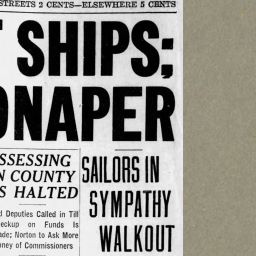 STREETS 2 CENTS—ELSEWHERE 5 CENTS
SHIPS;
NAPER
SSESSING
N COUNTY
S HALTED
d Deputies Called in Till
eckup on Funds Is
ade; Norton to Ask More
ney of Commissioners
SAILORS IN
SYMPATHY
WALKOUT